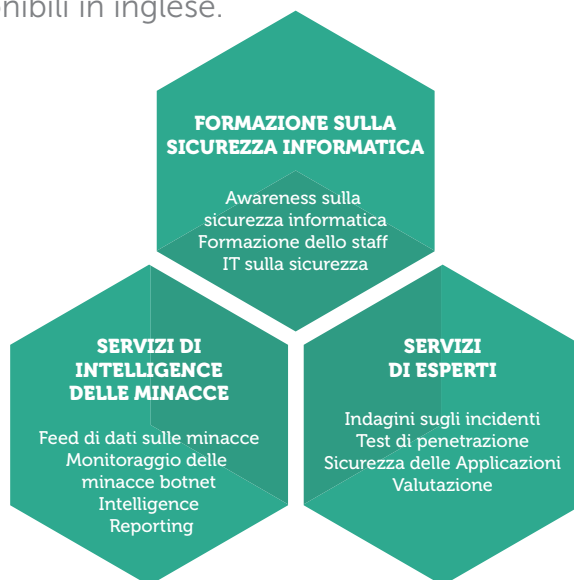 onibili in inglese.
FORMAZIONE SULLA
SICUREZZA INFORMATICA
Awareness sulla
sicurezza informatica
Formazione dello staff
IT sulla sicurezza
SERVIZI DI
INTELLIGENCE
DELLE MINACCE
Feed di dati sulle minacce
Monitoraggio delle
minacce botnet
Intelligence
Reporting
SERVIZI
DI ESPERTI
Indagini sugli incidenti
Test di penetrazione
Sicurezza delle Applicazioni
Valutazione